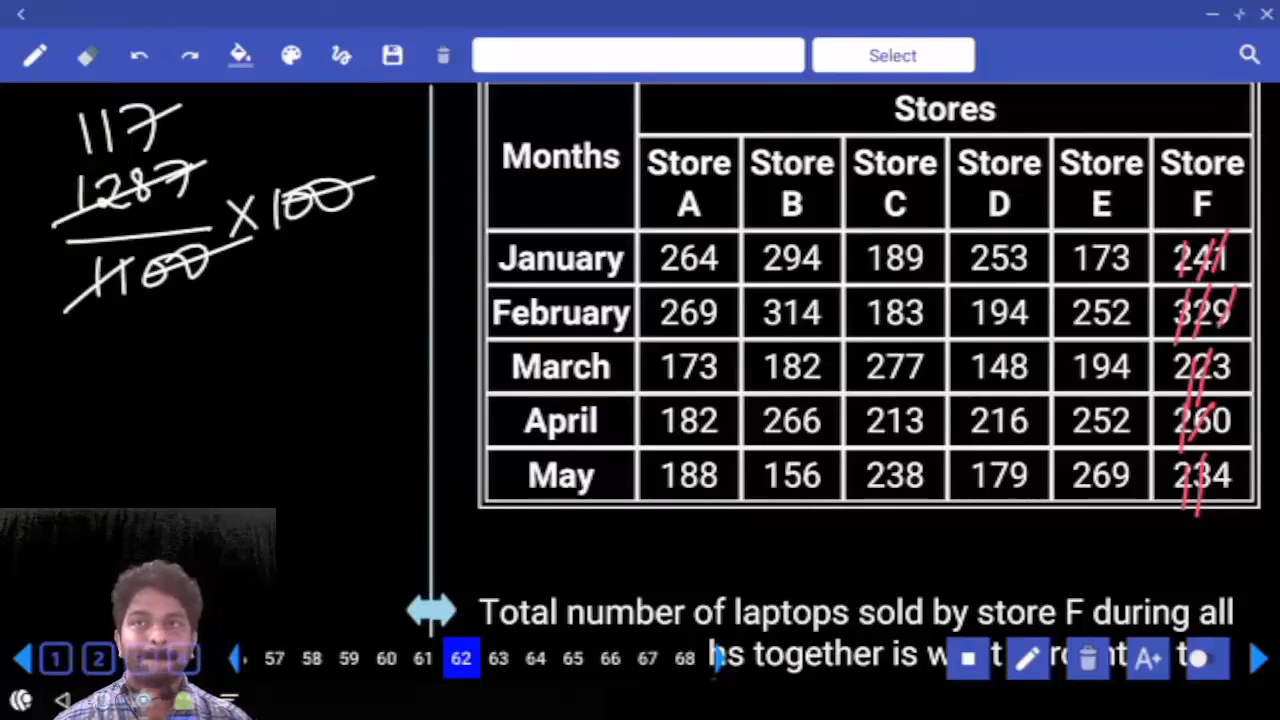 Select
117
1287
1100 X 100
Stores
Months Store A Store B Store C Store D Store E Store F
January 264 294 189 253 173 241
February 269 314 183 194 252 329
March 173 182 277 148 194 223
April 182 266 213 216 252 260
May 188 156 238 179 269 234
Total number of laptops sold by store F during all
together is
1 2 57 58 59 60 61 62 63 64 65 66 67 68 A+